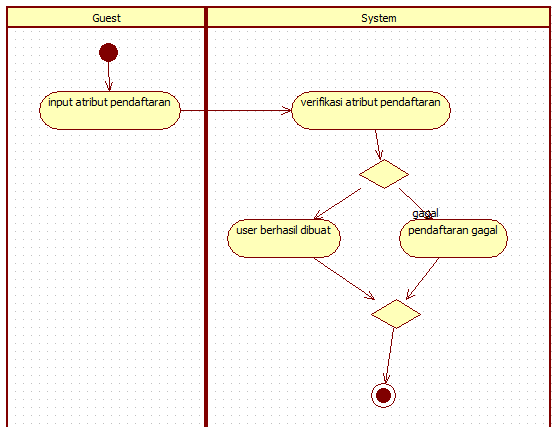 Guest
System
input atribut pendaftaran
verifikasi atribut pendaftaran
gagal
user berhasil dibuat
pendaftaran gagal